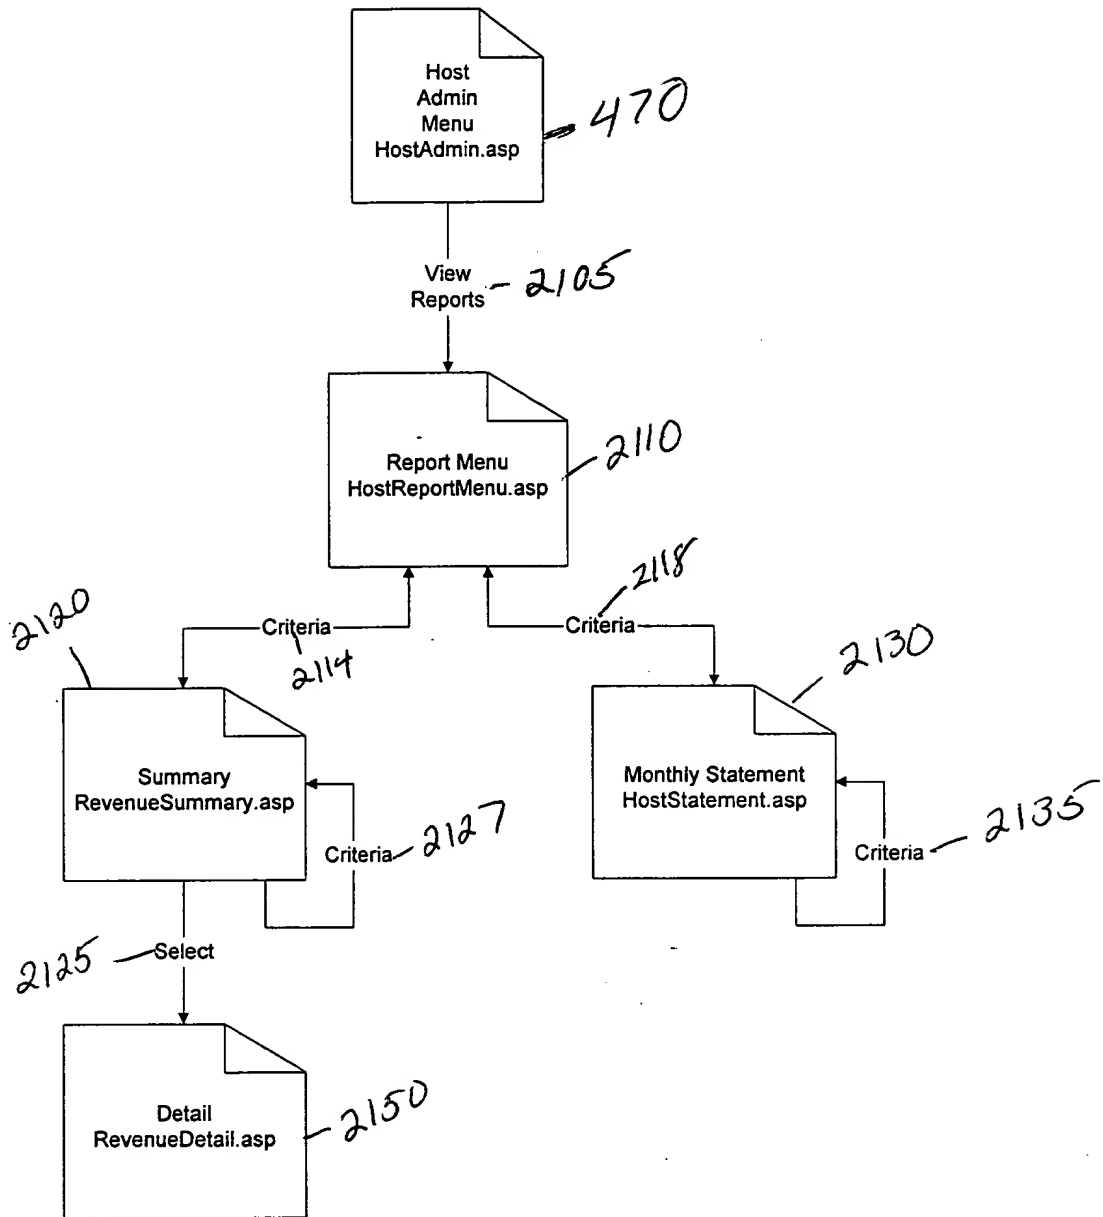 Host
Admin
Menu
HostAdmin.asp
470
View
Reports
2105
Report Menu
HostReportMenu.asp
2110
2120
Criteria
2114
Criteria
2118
2130
Summary
RevenueSummary.asp
Criteria
2127
Monthly Statement
HostStatement.asp
Criteria
2135
2125
Select
Detail
RevenueDetail.asp
2150